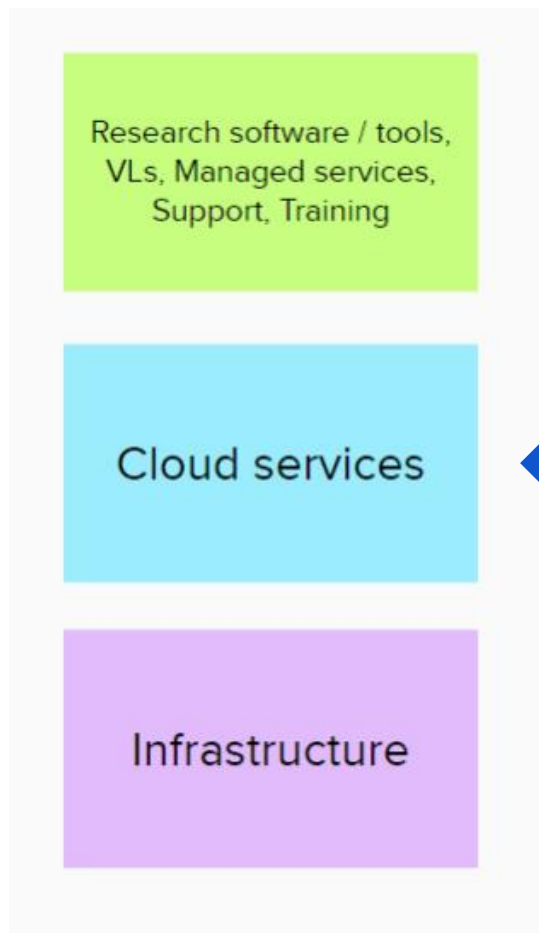 Research software / tools,
VLs, Managed services,
Support, Training
Cloud services
Infrastructure